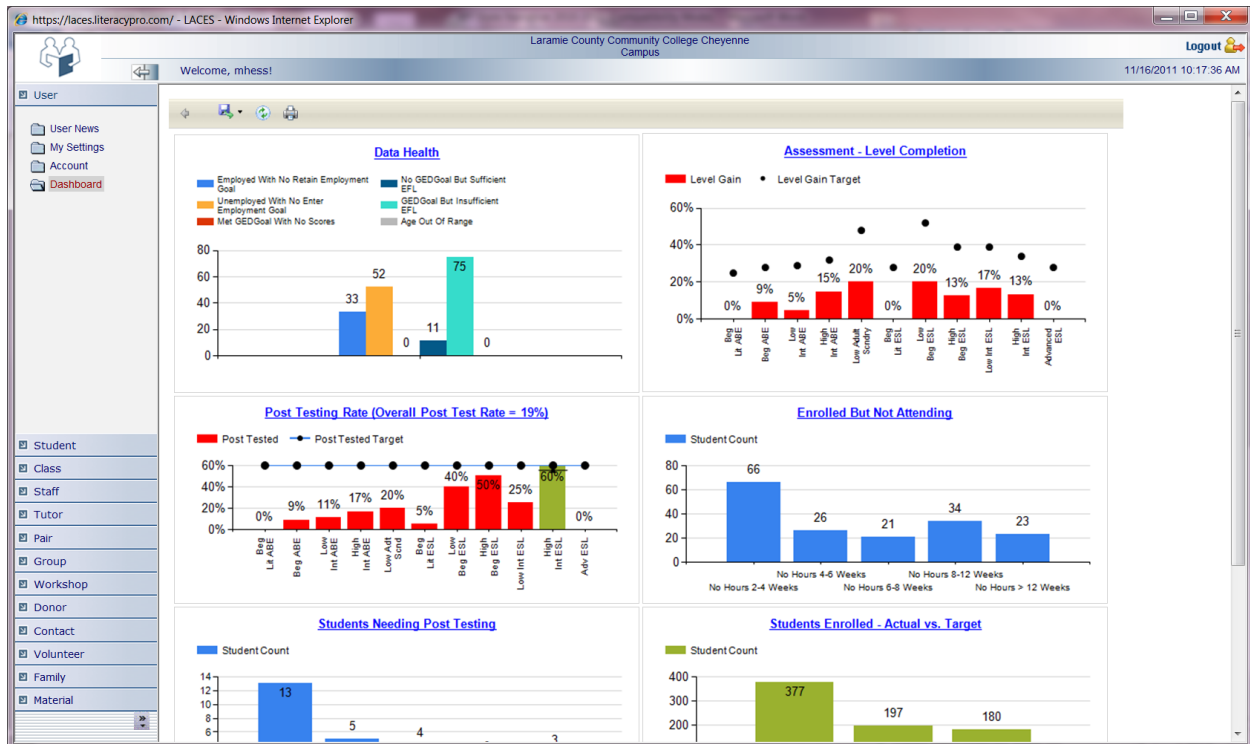 https://laces.literacypro.com/ - LACES - Windows Internet Explorer
Laramie County Community College Cheyenne
Campus
Logout
Welcome, mhess!
11/16/2011 10:17:36 AM
User
User News
My Settings
Account
Dashboard
Student
Class
Staff
Tutor
Pair
Group
Workshop
Donor
Contact
Volunteer
Family
Material
Data Health
Employed With No Retain Employment
Goal
No GEDGoal But Sufficient
EFL
Unemployed With No Enter
Employment Goal
GEDGoal But Insufficient
EFL
Met GEDGoal With No Scores
Age Out Of Range
80
60
40
20
0
33
52
0
11
75
0
Assessment - Level Completion
Level Gain
Level Gain Target
60%
40%
20%
0%
0%
9%
5%
15%
20%
0%
20%
13%
17%
13%
0%
Beg
Lit ABE
Beg ABE
Low
Int ABE
High
Int ABE
Low Adult
Scndry
Beg
Lit ESL
Low
Beg ESL
High
Beg ESL
Low Int ESL
High
Int ESL
Advanced
ESL
Post Testing Rate (Overall Post Test Rate = 19%)
Post Tested
Post Tested Target
60%
40%
20%
0%
0%
9%
11%
17%
20%
5%
40%
50%
25%
60%
0%
Beg
Lit ABE
Beg ABE
Low
Int ABE
High
Int ABE
Low Adt
Scnd
Beg
Lit ESL
Low
Beg ESL
High
Beg ESL
Low Int ESL
High
Int ESL
Adv ESL
Enrolled But Not Attending
Student Count
80
60
40
20
0
66
26
21
34
23
No Hours 2-4 Weeks
No Hours 4-6 Weeks
No Hours 6-8 Weeks
No Hours 8-12 Weeks
No Hours > 12 Weeks
Students Needing Post Testing
Student Count
14
12
10
8
6
13
5
4
3
Students Enrolled - Actual vs. Target
Student Count
400
300
200
377
197
180